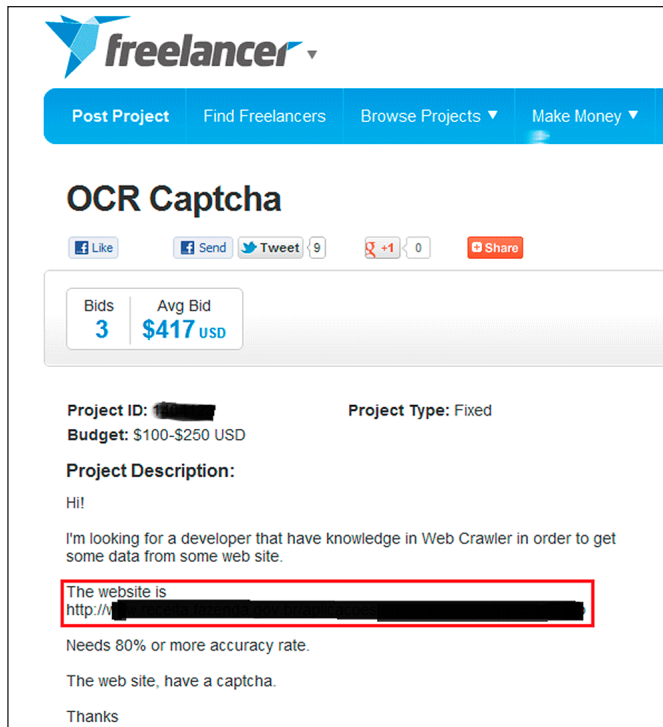 freelancer
Post Project Find Freelancers Browse Projects Make Money
OCR Captcha
Like Send Tweet 9 +1 0 Share
Bids Avg Bid
3 $417 USD
Project ID: Project Type: Fixed
Budget: $100-$250 USD
Project Description:
Hi!
I'm looking for a developer that have knowledge in Web Crawler in order to get
some data from some web site.
The website is
http://
Needs 80% or more accuracy rate.
The web site, have a captcha.
Thanks